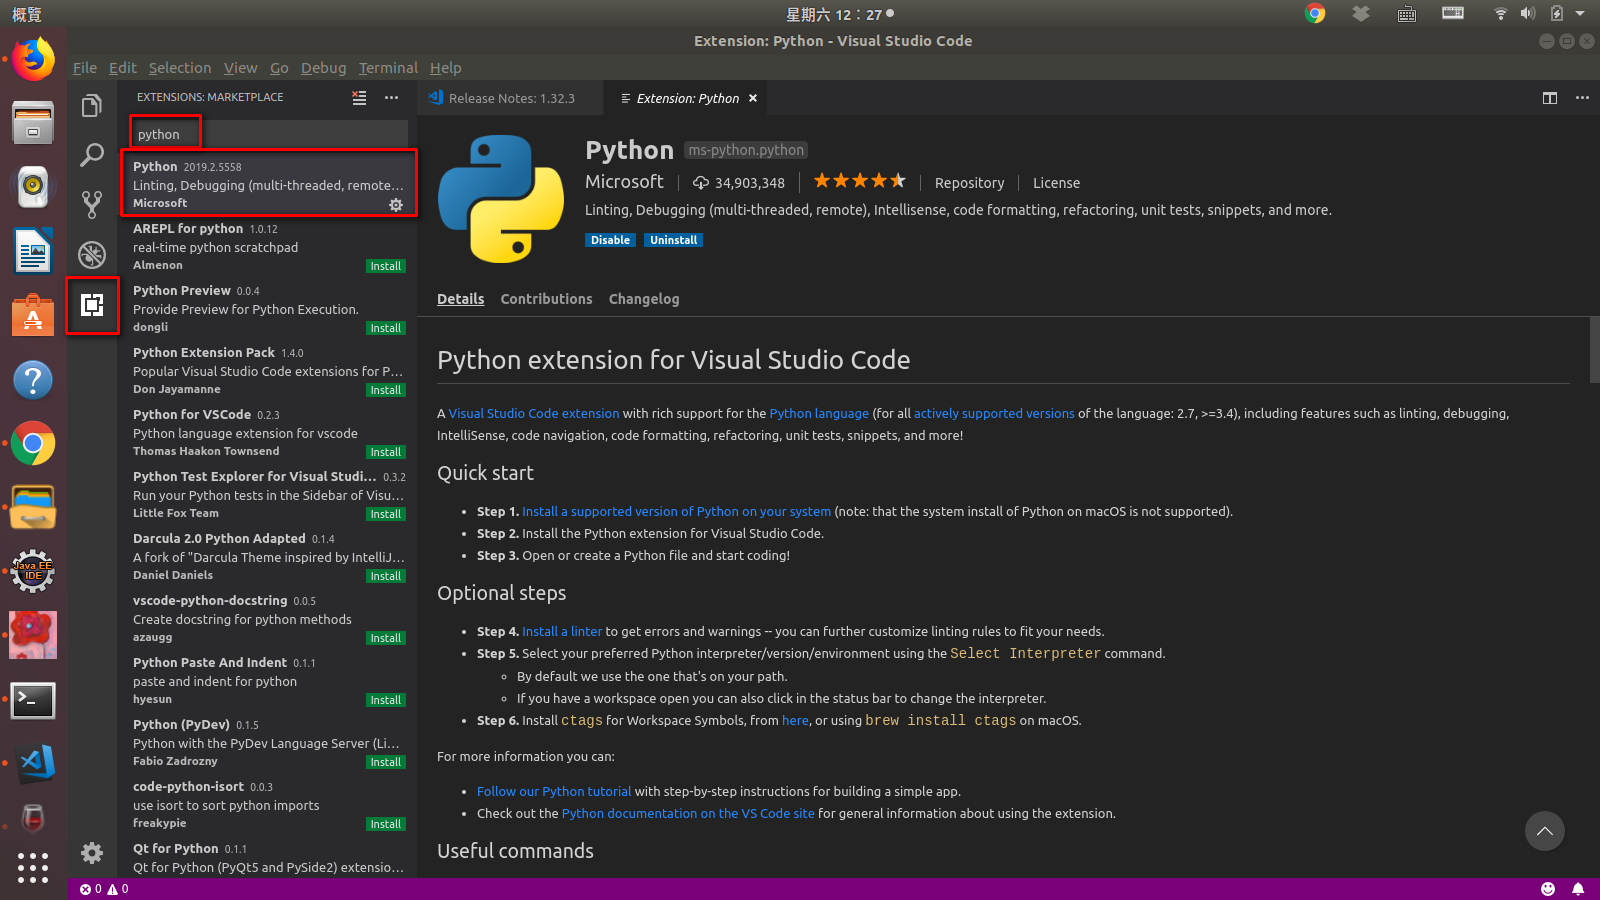 概覽
星期六 12：27
Extension: Python - Visual Studio Code
File Edit Selection View Go Debug Terminal Help
EXTENSIONS: MARKETPLACE
python
Python 2019.2.5558
Linting, Debugging (multi-threaded, remote...
Microsoft
AREPL for python 1.0.12
real-time python scratchpad
Almenon
Install
Python Preview 0.0.4
Provide Preview for Python Execution.
dongli
Install
Python Extension Pack 1.4.0
Popular Visual Studio Code extensions for P...
Don Jayamanne
Install
Python for VSCode 0.2.3
Python language extension for vscode
Thomas Haakon Townsend
Install
Python Test Explorer for Visual Studi... 0.3.2
Run your Python tests in the Sidebar of Visu...
Little Fox Team
Install
Darcula 2.0 Python Adapted 0.1.4
A fork of "Darcula Theme inspired by IntelliJ...
Daniel Daniels
Install
vscode-python-docstring 0.0.5
Create docstring for python methods
azaugg
Install
Python Paste And Indent 0.1.1
paste and indent for python
hyesun
Install
Python (PyDev) 0.1.5
Python with the PyDev Language Server (Li...
Fabio Zadrozny
Install
code-python-isort 0.0.3
use isort to sort python imports
freakypie
Install
Qt for Python 0.1.1
Qt for Python (PyQt5 and PySide2) extensio...
Release Notes: 1.32.3
Extension: Python
Python ms-python.python
Microsoft 34,903,348 Repository License
Linting, Debugging (multi-threaded, remote), Intellisense, code formatting, refactoring, unit tests, snippets, and more.
Disable Uninstall
Details Contributions Changelog
Python extension for Visual Studio Code
A Visual Studio Code extension with rich support for the Python language (for all actively supported versions of the language: 2.7, >=3.4), including features such as linting, debugging,
IntelliSense, code navigation, code formatting, refactoring, unit tests, snippets, and more!
Quick start
• Step 1. Install a supported version of Python on your system (note: that the system install of Python on macOS is not supported).
• Step 2. Install the Python extension for Visual Studio Code.
• Step 3. Open or create a Python file and start coding!
Optional steps
• Step 4. Install a linter to get errors and warnings -- you can further customize linting rules to fit your needs.
• Step 5. Select your preferred Python interpreter/version/environment using the Select Interpreter command.
◦ By default we use the one that's on your path.
◦ If you have a workspace open you can also click in the status bar to change the interpreter.
• Step 6. Install ctags for Workspace Symbols, from here, or using brew install ctags on macOS.
For more information you can:
• Follow our Python tutorial with step-by-step instructions for building a simple app.
• Check out the Python documentation on the VS Code site for general information about using the extension.
Useful commands
Java EE
IDE
0 0